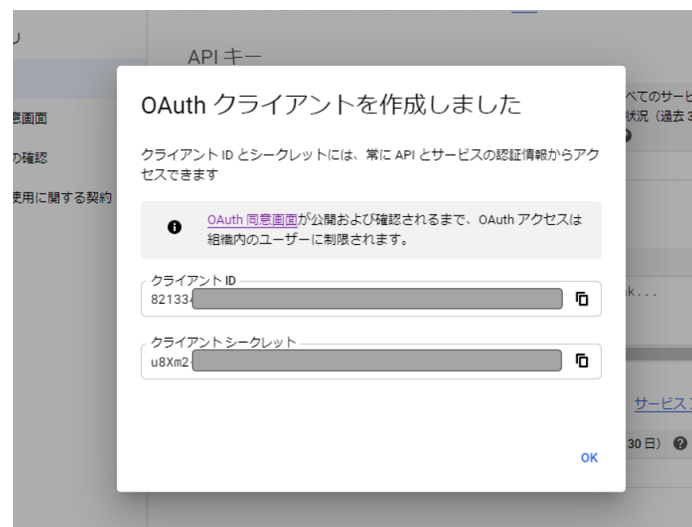 API キー
OAuth クライアントを作成しました
クライアント ID とシークレットには、常に API とサービスの認証情報からアク
セスできます
OAuth 同意画面が公開および確認されるまで、OAuth アクセスは
組織内のユーザーに制限されます。
クライアント ID
82133
クライアント シークレット
u8Xm2
OK
意画面
の確認
使用に関する契約
べてのサービ
状況（過去 3
k...
サービス
30 日）